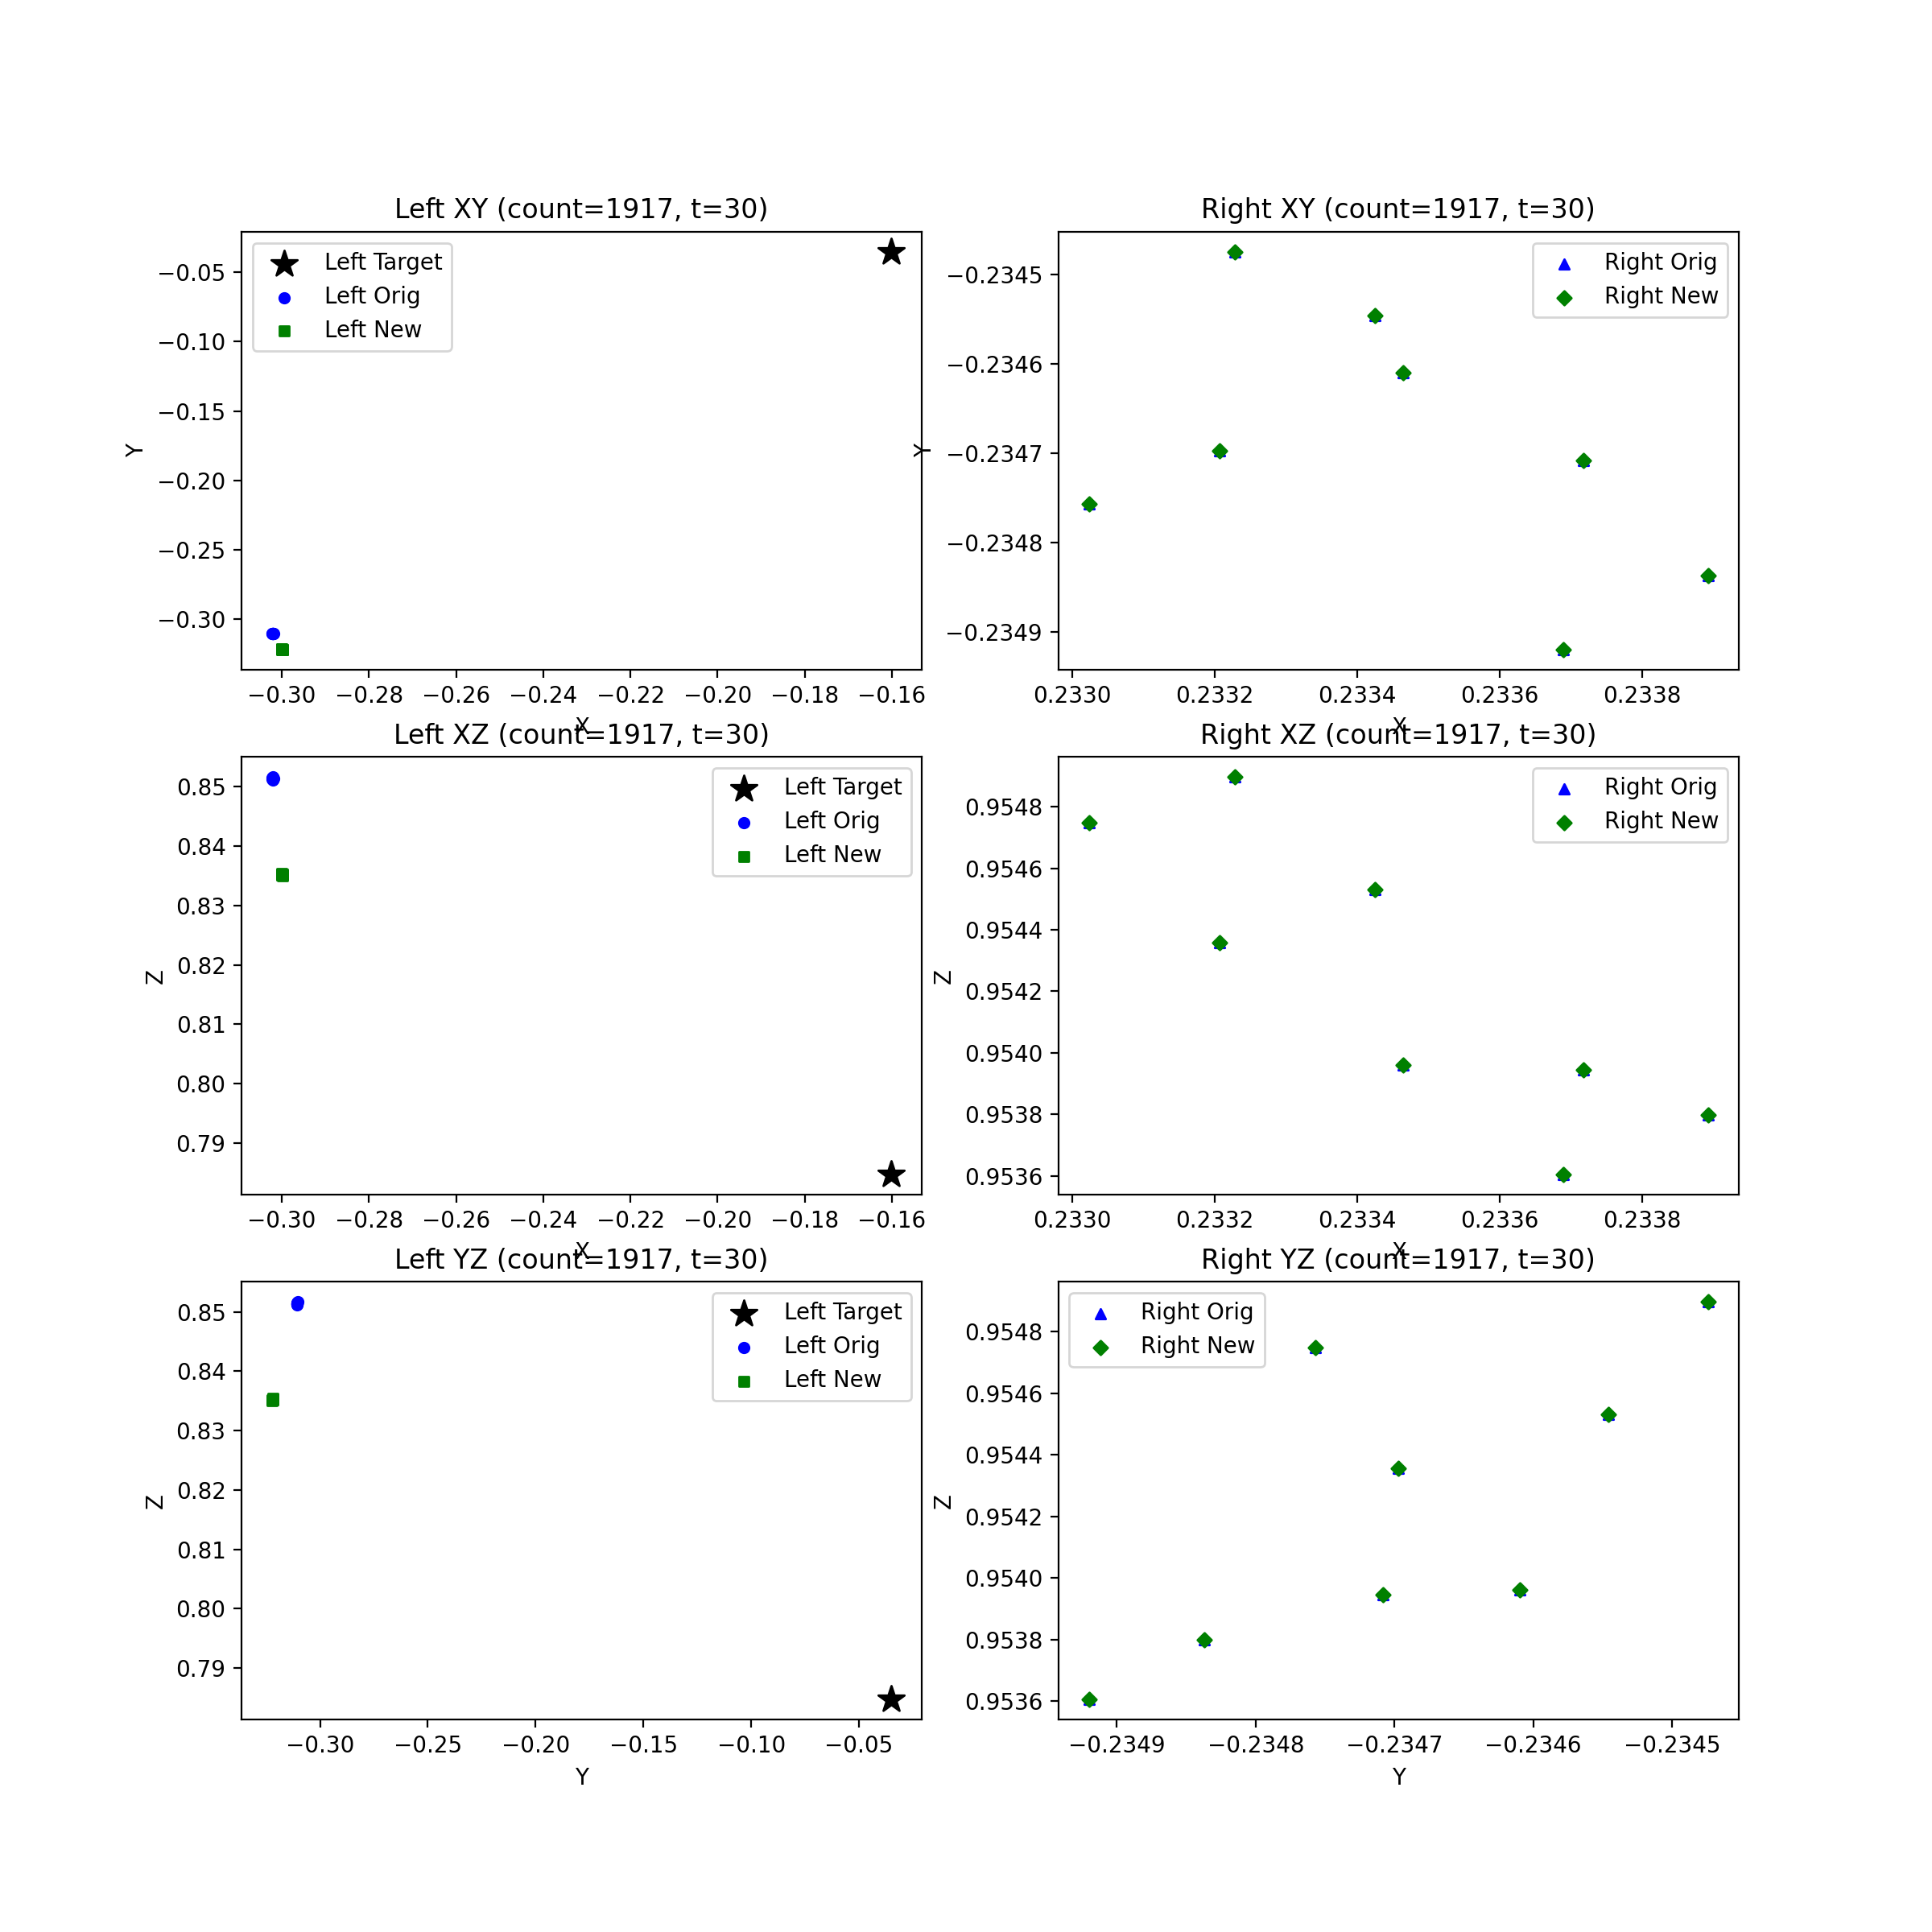 Left XY (count=1917, t=30)
Left Target
Left Orig
Left New
−0.05
−0.10
−0.15
−0.20
−0.25
−0.30
Y
−0.30 −0.28 −0.26 −0.24 −0.22 −0.20 −0.18 −0.16
X
Right XY (count=1917, t=30)
Right Orig
Right New
−0.2345
−0.2346
−0.2347
−0.2348
−0.2349
Y
0.2330 0.2332 0.2334 0.2336 0.2338
X
Left XZ (count=1917, t=30)
Left Target
Left Orig
Left New
0.85
0.84
0.83
0.82
0.81
0.80
0.79
Z
−0.30 −0.28 −0.26 −0.24 −0.22 −0.20 −0.18 −0.16
X
Right XZ (count=1917, t=30)
Right Orig
Right New
0.9548
0.9546
0.9544
0.9542
0.9540
0.9538
0.9536
Z
0.2330 0.2332 0.2334 0.2336 0.2338
X
Left YZ (count=1917, t=30)
Left Target
Left Orig
Left New
0.85
0.84
0.83
0.82
0.81
0.80
0.79
Z
−0.30 −0.25 −0.20 −0.15 −0.10 −0.05
Y
Right YZ (count=1917, t=30)
Right Orig
Right New
0.9548
0.9546
0.9544
0.9542
0.9540
0.9538
0.9536
Z
−0.2349 −0.2348 −0.2347 −0.2346 −0.2345
Y